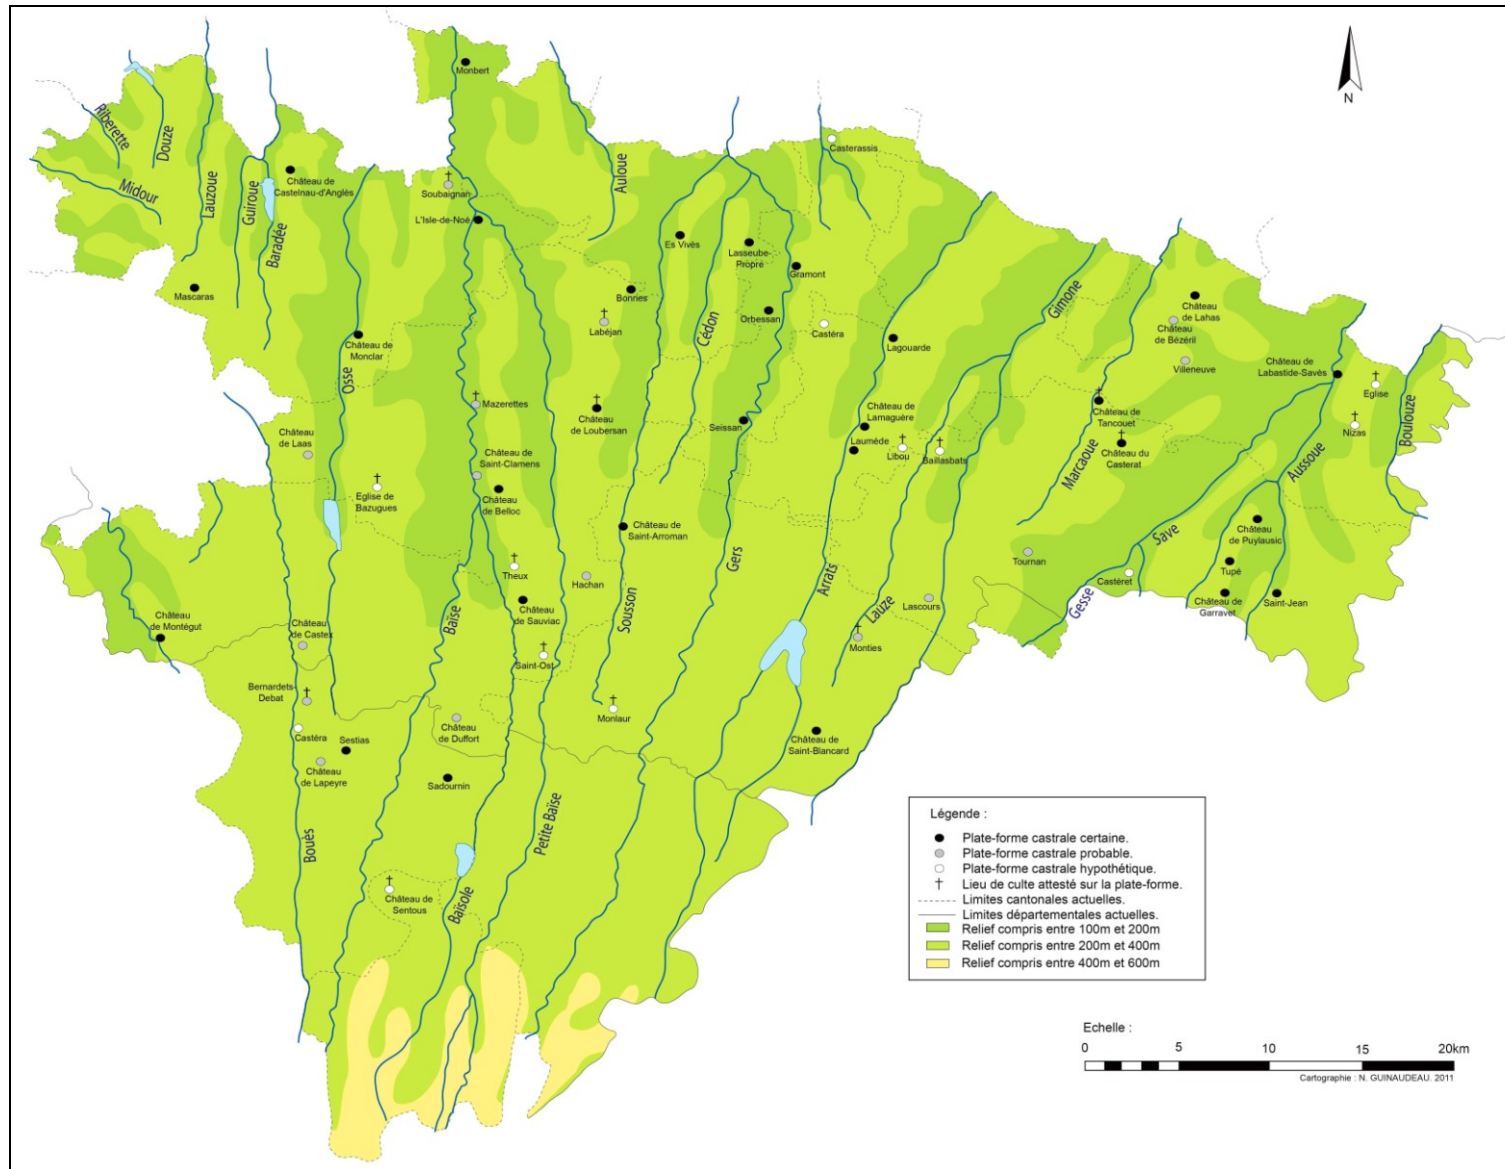 Monbert
N
Riberette
Douze
Midour
Lauzoue
Guiroue
Baradée
Château de
Castelnau-d'Anglès
Soubaignan
L'Isle-de-Noé
Auloue
Casterassis
Es Vivès
Lasseube-
Propre
Gramont
Mascaras
Bonnes
Labéjan
Cédon
Orbessan
Castéra
Gimone
Château
de Lahas
Château
de Bézéril
Villeneuve
Château de
Monclar
Osse
Lagouarde
Château de
Labastide-Savès
Eglise
Nizas
Boulouze
Mazerettes
Château
de Loubersan
Seissan
Château de
Lamaguère
Laumède
Libou
Baillasbats
Château de
Tancouet
Château du
Casterat
Marcaoue
Aussoue
Château
de Laas
Château de
Saint-Clamens
Château
de Belloc
Eglise de
Bazugues
Château de
Saint-Arroman
Gers
Save
Château
de Puylausic
Theux
Hachan
Château
de Sauviac
Sousson
Arrats
Lauze
Lascours
Tournan
Gesse
Castéret
Tupé
Château de
Garravet
Saint-Jean
Château
de Montégut
Château
de Castex
Baïse
Saint-Ost
Monties
Bernardets-
Debat
Castéra
Sestias
Château
de Lapeyre
Château
de Duffort
Monlaur
Château de
Saint-Blancard
Sadournin
Bouès
Petite Baïse
Château de
Sentous
Baïsole
Légende :
Plate-forme castrale certaine.
Plate-forme castrale probable.
Plate-forme castrale hypothétique.
Lieu de culte attesté sur la plate-forme.
Limites cantonales actuelles.
Limites départementales actuelles.
Relief compris entre 100m et 200m
Relief compris entre 200m et 400m
Relief compris entre 400m et 600m
Echelle :
0 5 10 15 20km
Cartographie : N. GUINAUDEAU. 2011